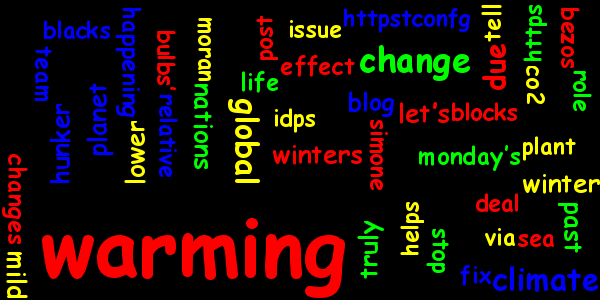 blacks
team
happening
planet
hunker
lower
bulbs'
relative
moran
nations
post
issue
httpstconfg
effect
change
life
global
idps
blog
winters
simone
let's
blocks
due
tell
https
co2
bezos
role
monday's
plant
winter
changes
mild
warming
truly
helps
stop
deal
via
sea
past
fix
climate